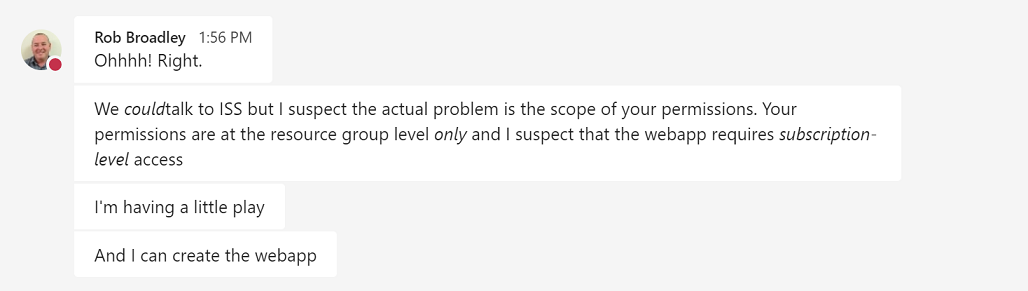 Rob Broadley 1:56 PM
Ohhhh! Right.
We couldtalk to ISS but I suspect the actual problem is the scope of your permissions. Your
permissions are at the resource group level only and I suspect that the webapp requires subscription-
level access
I'm having a little play
And I can create the webapp